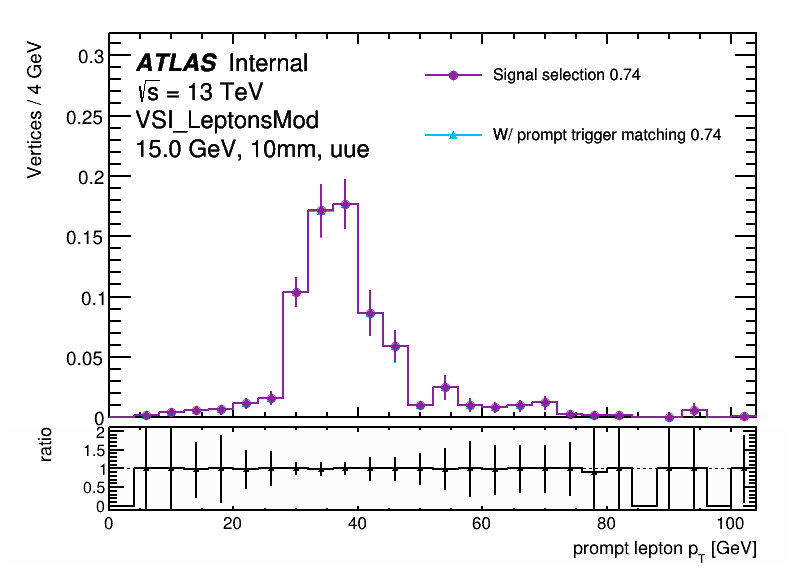 ATLAS Internal
√s = 13 TeV
VSI_LeptonsMod
15.0 GeV, 10mm, uue
Signal selection 0.74
W/ prompt trigger matching 0.74
Vertices / 4 GeV
0.3
0.25
0.2
0.15
0.1
0.05
0
ratio
2
1.5
1
0.5
0
0 20 40 60 80 100
prompt lepton p_T [GeV]